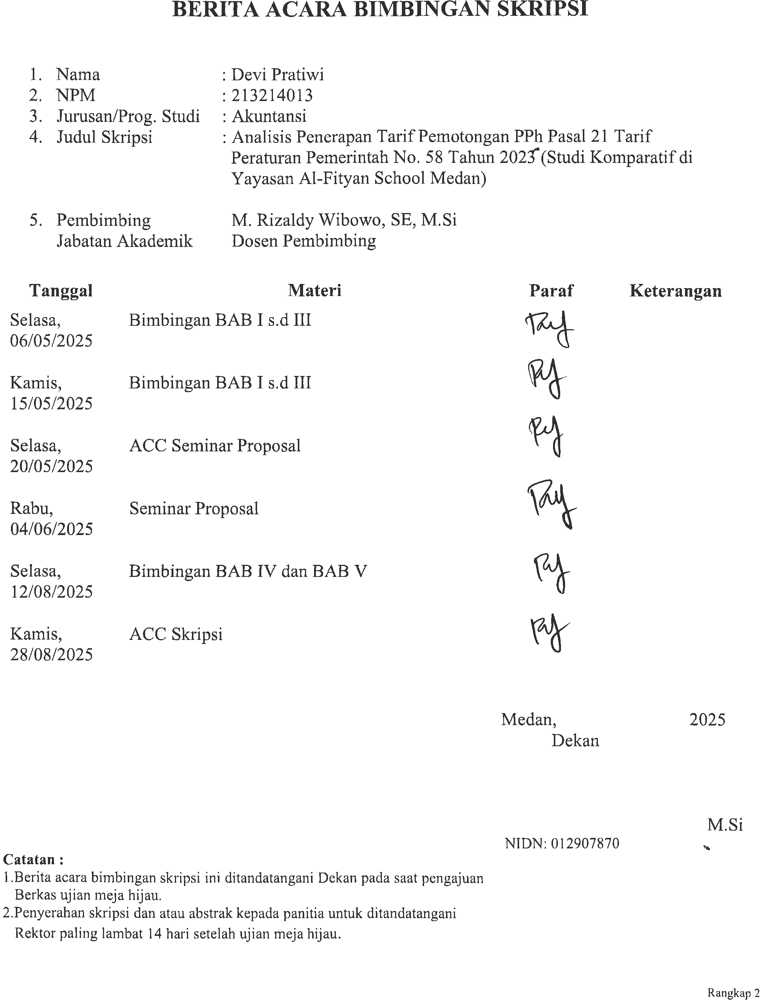 BERITA ACARA BIMBINGAN SKRIPSI
1. Nama : Devi Pratiwi
2. NPM : 213214013
3. Jurusan/Prog. Studi : Akuntansi
4. Judul Skripsi : Analisis Penerapan Tarif Pemotongan PPh Pasal 21 Tarif
Peraturan Pemerintah No. 58 Tahun 2023 (Studi Komparatif di
Yayasan Al-Fityan School Medan)
5. Pembimbing M. Rizaldy Wibowo, SE, M.Si
Jabatan Akademik Dosen Pembimbing
Tanggal Materi Paraf Keterangan
Selasa, Bimbingan BAB I s.d III
06/05/2025
Kamis, Bimbingan BAB I s.d III
15/05/2025
Selasa, ACC Seminar Proposal
20/05/2025
Rabu, Seminar Proposal
04/06/2025
Selasa, Bimbingan BAB IV dan BAB V
12/08/2025
Kamis, ACC Skripsi
28/08/2025
Medan, 2025
Dekan
M.Si
NIDN: 012907870
Catatan :
1.Berita acara bimbingan skripsi ini ditandatangani Dekan pada saat pengajuan
Berkas ujian meja hijau.
2.Penyerahan skripsi dan atau abstrak kepada panitia untuk ditandatangani
Rektor paling lambat 14 hari setelah ujian meja hijau.
Rangkap 2